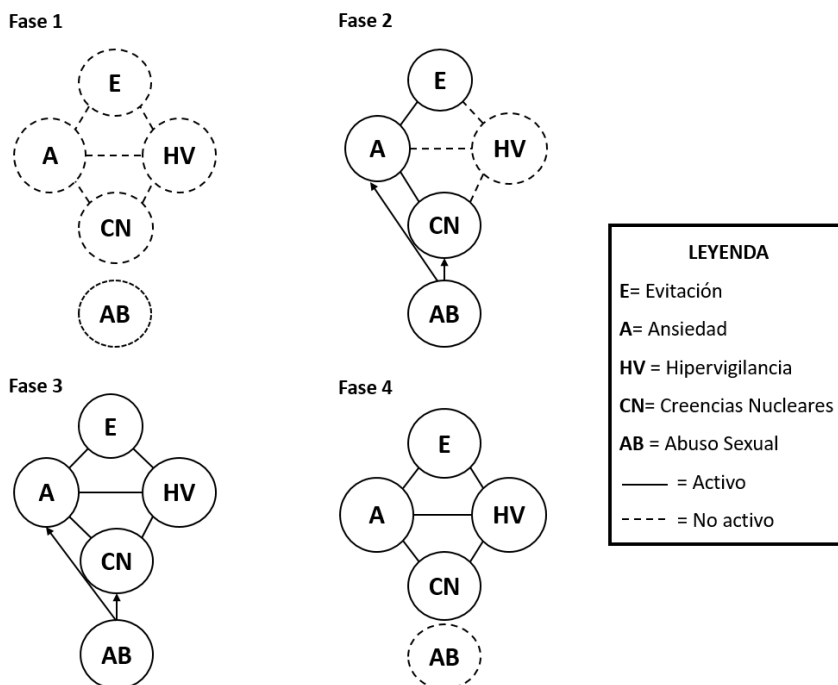 Fase 1
E
A
HV
CN
AB
Fase 2
E
A
HV
CN
AB
Fase 3
E
A
HV
CN
AB
Fase 4
E
A
HV
CN
AB
LEYENDA
E= Evitación
A= Ansiedad
HV = Hipervigilancia
CN= Creencias Nucleares
AB = Abuso Sexual
= Activo
= No activo